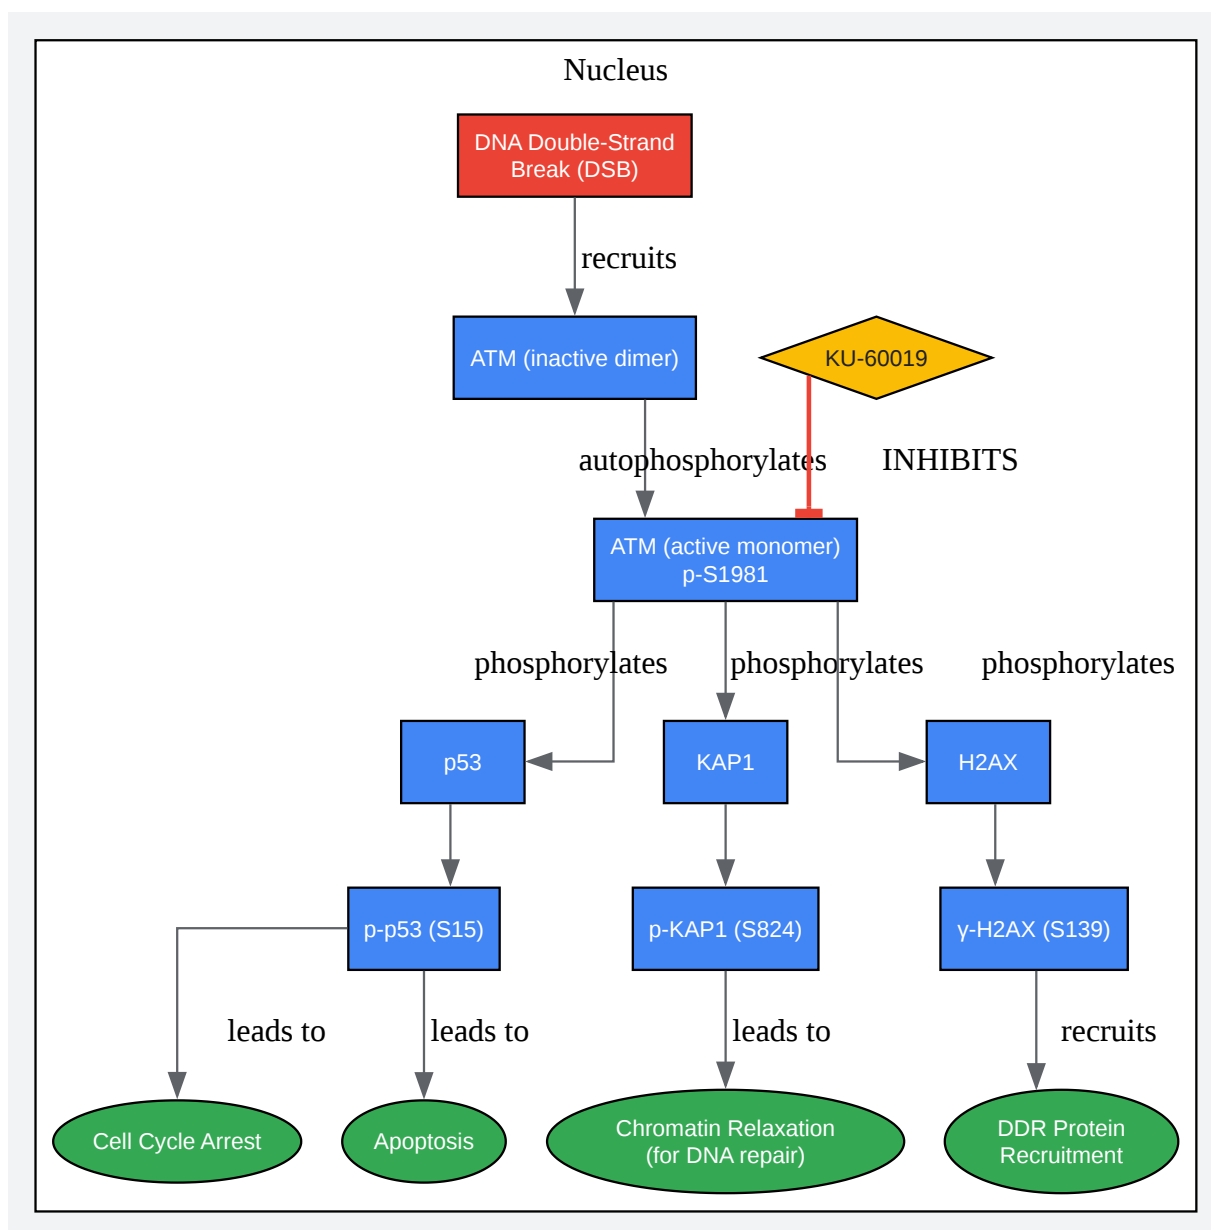 Nucleus
DNA Double-Strand
Break (DSB)
recruits
ATM (inactive dimer)
KU-60019
autophosphorylates
INHIBITS
ATM (active monomer)
p-S1981
phosphorylates
phosphorylates
phosphorylates
p53
KAP1
H2AX
p-p53 (S15)
p-KAP1 (S824)
γ-H2AX (S139)
leads to
leads to
leads to
recruits
Cell Cycle Arrest
Apoptosis
Chromatin Relaxation
(for DNA repair)
DDR Protein
Recruitment